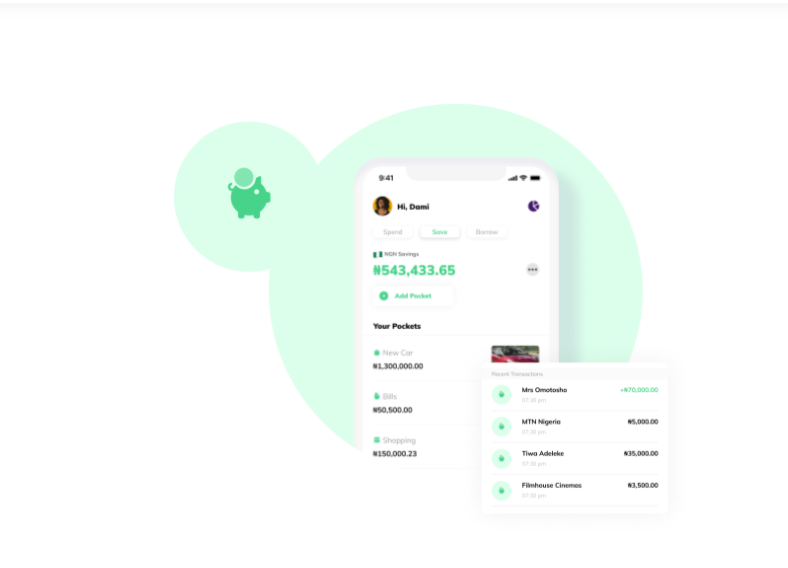 9:41
Hi, Dami
Spend Save Borrow
NGN Savings
₦543,433.65
Add Pocket
Your Pockets
New Car
₦1,300,000.00
Bills
₦50,500.00
Shopping
₦150,000.23
Recent Transactions
Mrs Omotosho +₦70,000.00
07:30 pm
MTN Nigeria ₦5,000.00
07:30 pm
Tiwa Adeleke ₦35,000.00
07:30 pm
Filmhouse Cinemas ₦3,500.00
07:30 pm